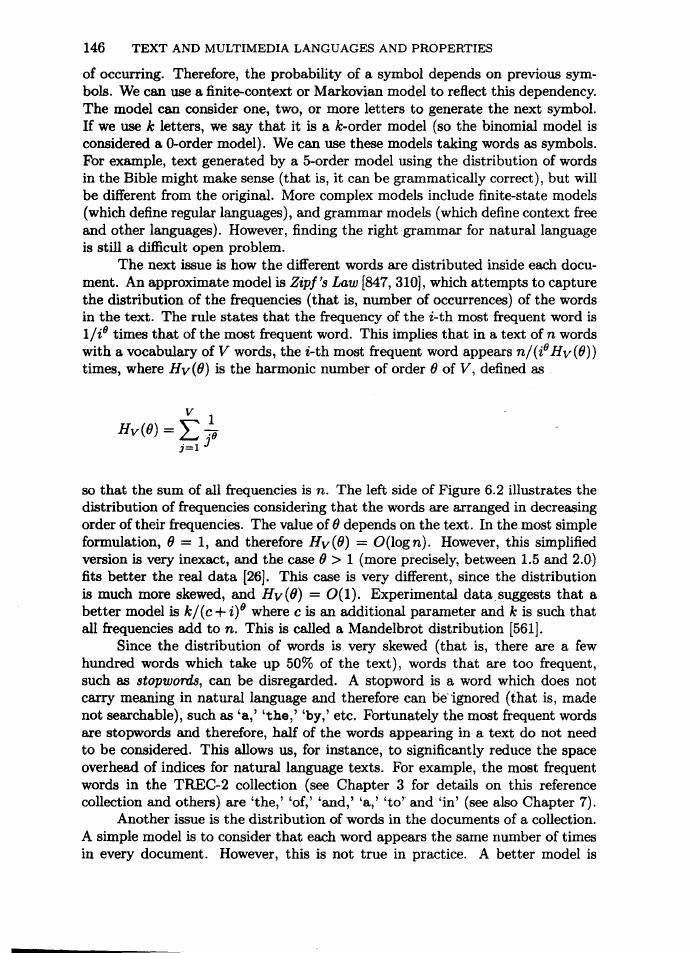 146 TEXT AND MULTIMEDIA LANGUAGES AND PROPERTIES
of occurring. Therefore, the probability of a symbol depends on previous sym-
bols. We can use a finite-context or Markovian model to reflect this dependency.
The model can consider one, two, or more letters to generate the next symbol.
If we use k letters, we say that it is a k-order model (so the binomial model is
considered a 0-order model). We can use these models taking words as symbols.
For example, text generated by a 5-order model using the distribution of words
in the Bible might make sense (that is, it can be grammatically correct), but will
be different from the original. More complex models include finite-state models
(which define regular languages), and grammar models (which define context free
and other languages). However, finding the right grammar for natural language
is still a difficult open problem.
The next issue is how the different words are distributed inside each docu-
ment. An approximate model is Zipf's Law [847, 310], which attempts to capture
the distribution of the frequencies (that is, number of occurrences) of the words
in the text. The rule states that the frequency of the i-th most frequent word is
1/i^θ times that of the most frequent word. This implies that in a text of n words
with a vocabulary of V words, the i-th most frequent word appears n/(i^θ H_V(θ))
times, where H_V(θ) is the harmonic number of order θ of V, defined as
H_V(θ) = ∑_{j=1}^{V} 1/j^θ
so that the sum of all frequencies is n. The left side of Figure 6.2 illustrates the
distribution of frequencies considering that the words are arranged in decreasing
order of their frequencies. The value of θ depends on the text. In the most simple
formulation, θ = 1, and therefore H_V(θ) = O(log n). However, this simplified
version is very inexact, and the case θ > 1 (more precisely, between 1.5 and 2.0)
fits better the real data [26]. This case is very different, since the distribution
is much more skewed, and H_V(θ) = O(1). Experimental data suggests that a
better model is k/(c + i)^θ where c is an additional parameter and k is such that
all frequencies add to n. This is called a Mandelbrot distribution [561].
Since the distribution of words is very skewed (that is, there are a few
hundred words which take up 50% of the text), words that are too frequent,
such as stopwords, can be disregarded. A stopword is a word which does not
carry meaning in natural language and therefore can be ignored (that is, made
not searchable), such as 'a,' 'the,' 'by,' etc. Fortunately the most frequent words
are stopwords and therefore, half of the words appearing in a text do not need
to be considered. This allows us, for instance, to significantly reduce the space
overhead of indices for natural language texts. For example, the most frequent
words in the TREC-2 collection (see Chapter 3 for details on this reference
collection and others) are 'the,' 'of,' 'and,' 'a,' 'to' and 'in' (see also Chapter 7).
Another issue is the distribution of words in the documents of a collection.
A simple model is to consider that each word appears the same number of times
in every document. However, this is not true in practice. A better model is